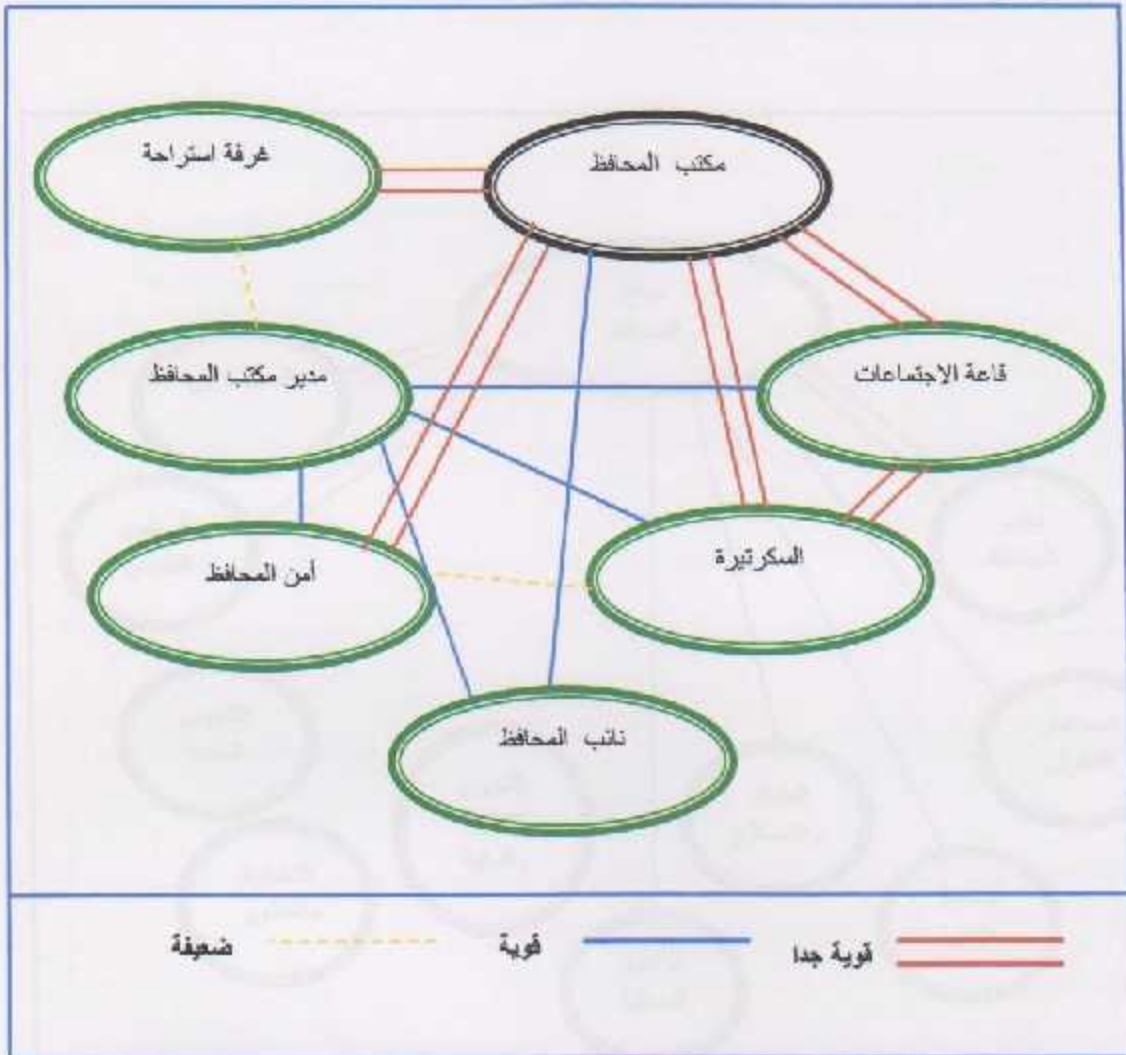 غرفة استراحة
مكتب المحافظ
مدير مكتب المحافظ
قاعة الاجتماعات
أمن المحافظ
السكرتيرة
نائب المحافظ
قوية جدا
قوية
ضعيفة